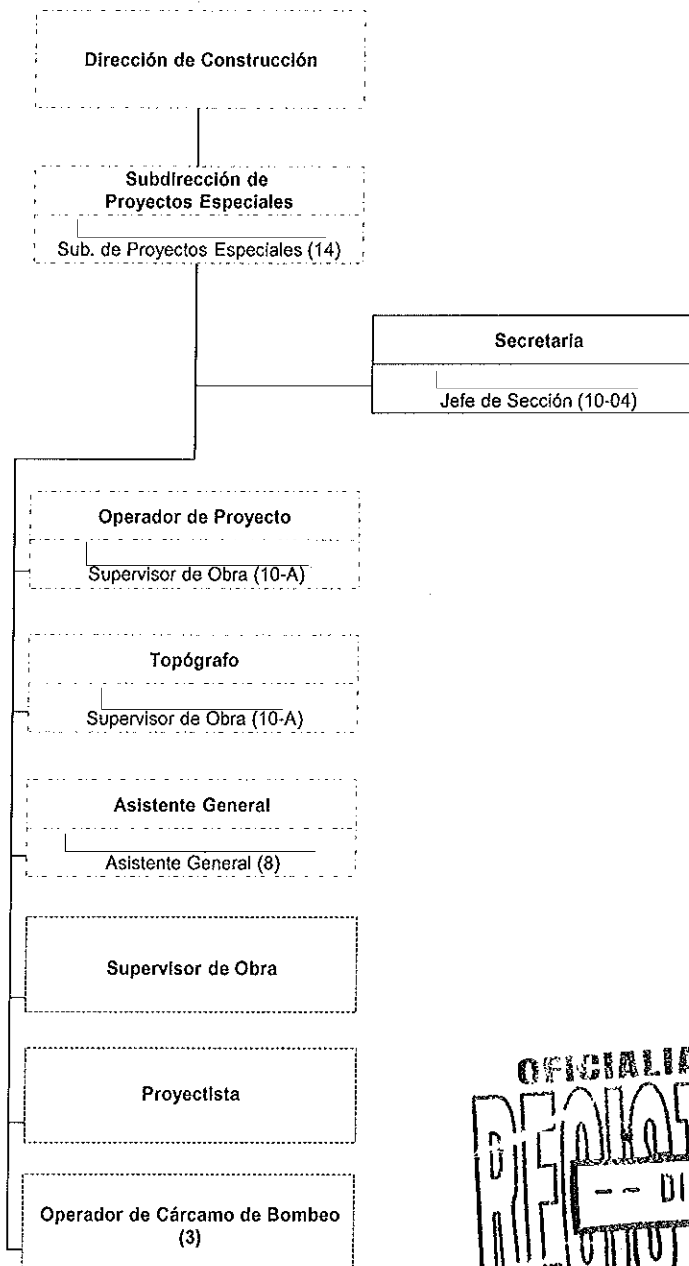 Dirección de Construcción
Subdirección de
Proyectos Especiales
Sub. de Proyectos Especiales (14)
Secretaria
Jefe de Sección (10-04)
Operador de Proyecto
Supervisor de Obra (10-A)
Topógrafo
Supervisor de Obra (10-A)
Asistente General
Asistente General (8)
Supervisor de Obra
Proyectista
Operador de Cárcamo de Bombeo
(3)